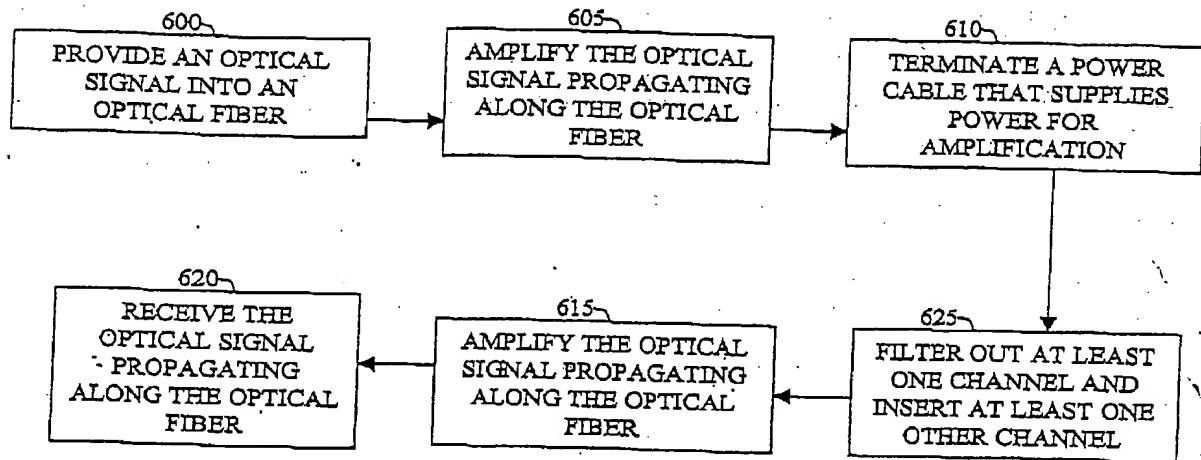 600
PROVIDE AN OPTICAL
SIGNAL INTO AN
OPTICAL FIBER
605
AMPLIFY THE OPTICAL
SIGNAL PROPAGATING
ALONG THE OPTICAL
FIBER
610
TERMINATE A POWER
CABLE THAT SUPPLIES
POWER FOR
AMPLIFICATION
620
RECEIVE THE
OPTICAL SIGNAL
PROPAGATING
ALONG THE OPTICAL
FIBER
615
AMPLIFY THE OPTICAL
SIGNAL PROPAGATING
ALONG THE OPTICAL
FIBER
625
FILTER OUT AT LEAST
ONE CHANNEL AND
INSERT AT LEAST ONE
OTHER CHANNEL